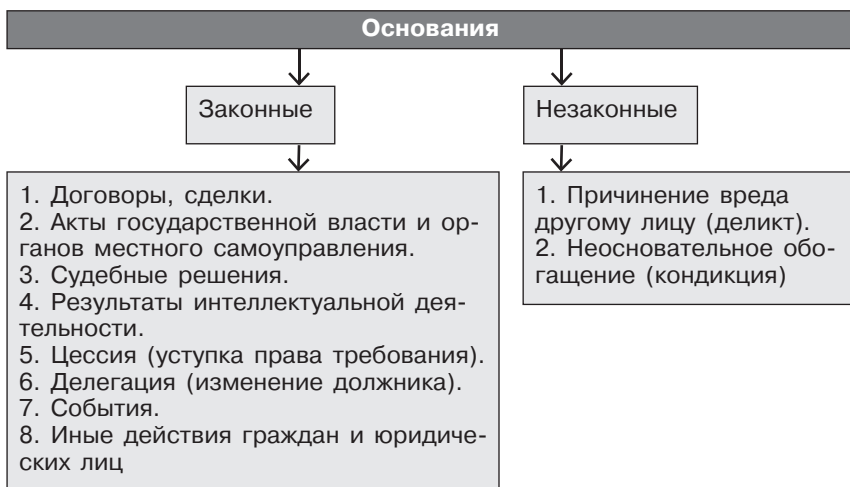 Основания
Законные
Незаконные
1. Договоры, сделки.
2. Акты государственной власти и ор-
ганов местного самоуправления.
3. Судебные решения.
4. Результаты интеллектуальной дея-
тельности.
5. Цессия (уступка права требования).
6. Делегация (изменение должника).
7. События.
8. Иные действия граждан и юридиче-
ских лиц
1. Причинение вреда
другому лицу (деликт).
2. Неосновательное обо-
гащение (кондикция)